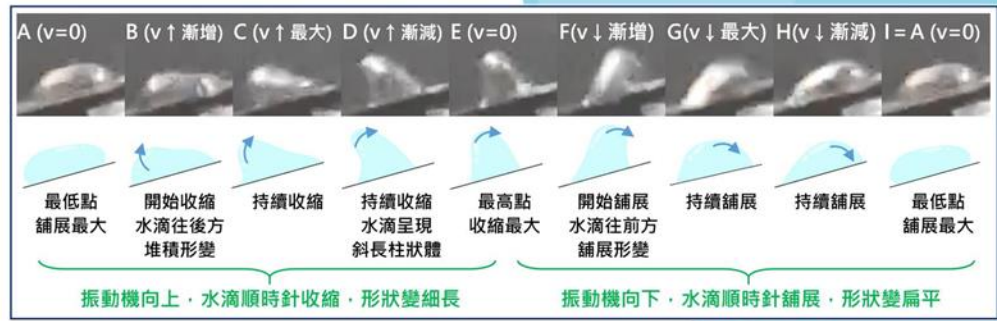 A (v=0) B (v↑漸增) C (v↑最大) D (v↑漸減) E (v=0) F(v↓漸增) G(v↓最大) H(v↓漸減) I=A (v=0)
最低點
舖展最大
開始收縮
水滴往後方
堆積形變
持續收縮
持續收縮
水滴呈現
斜長柱狀體
最高點
收縮最大
開始舖展
水滴往前方
舖展形變
持續舖展
持續舖展
最低點
舖展最大
振動機向上，水滴順時針收縮，形狀變細長
振動機向下，水滴順時針舖展，形狀變扁平